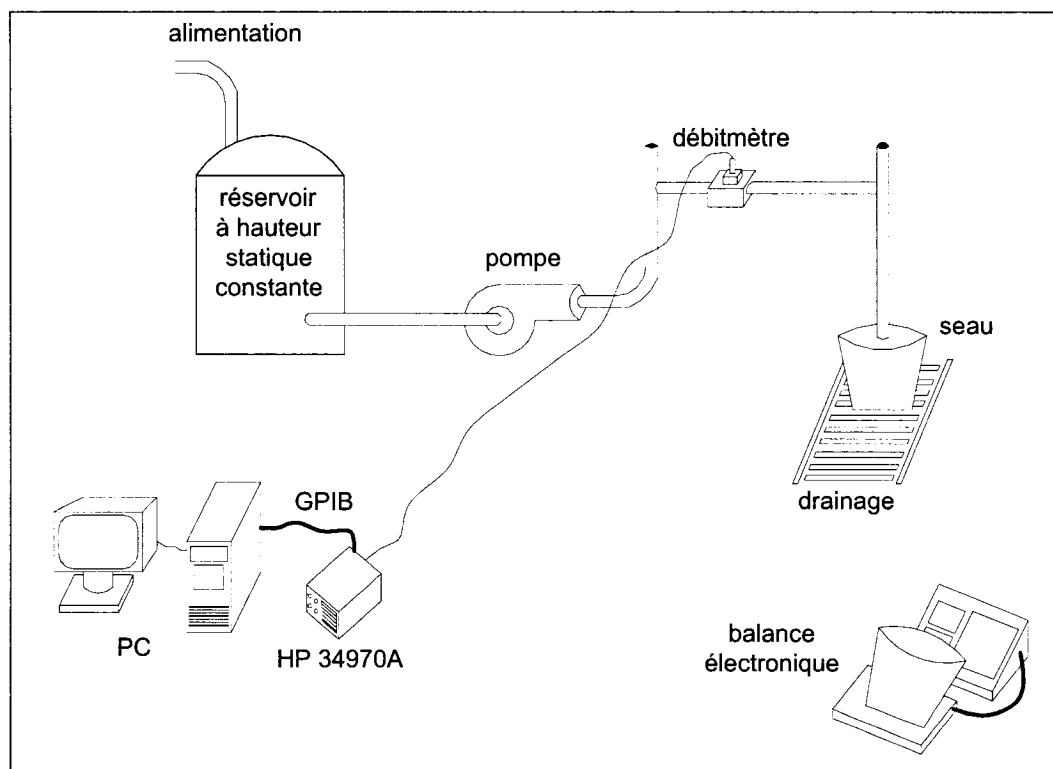 alimentation
débitmètre
réservoir
à hauteur
statique
constante
pompe
seau
drainage
GPIB
PC
HP 34970A
balance
électronique